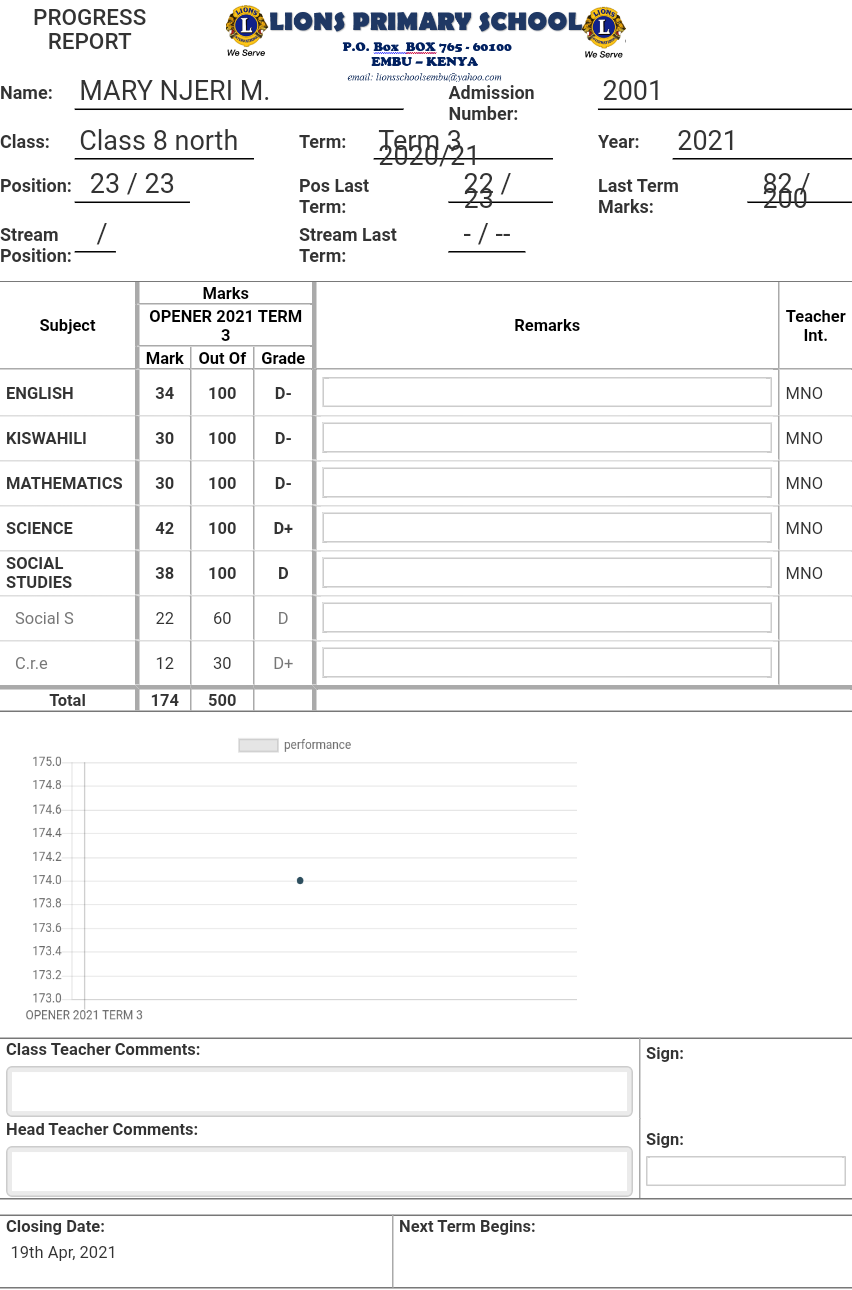 PROGRESS REPORT
LIONS PRIMARY SCHOOL
LIONS
L
INTERNATIONAL
We Serve
LIONS
L
INTERNATIONAL
We Serve
P.O. Box BOX 765 - 60100
EMBU – KENYA
email: lionsschoolsembu@yahoo.com
Name: MARY NJERI M. Admission Number: 2001
Class: Class 8 north Term: Term 3 2020/21 Year: 2021
Position: 23 / 23 Pos Last Term: 22 / 23 Last Term Marks: 82 / 200
Stream Position: / Stream Last Term: - / --
Subject Marks Remarks Teacher Int.
OPENER 2021 TERM 3
Mark Out Of Grade
ENGLISH 34 100 D- MNO
KISWAHILI 30 100 D- MNO
MATHEMATICS 30 100 D- MNO
SCIENCE 42 100 D+ MNO
SOCIAL STUDIES 38 100 D MNO
Social S 22 60 D
C.r.e 12 30 D+
Total 174 500
performance
175.0
174.8
174.6
174.4
174.2
174.0
173.8
173.6
173.4
173.2
173.0
OPENER 2021 TERM 3
Class Teacher Comments: Sign:
Head Teacher Comments: Sign:
Closing Date: Next Term Begins:
19th Apr, 2021